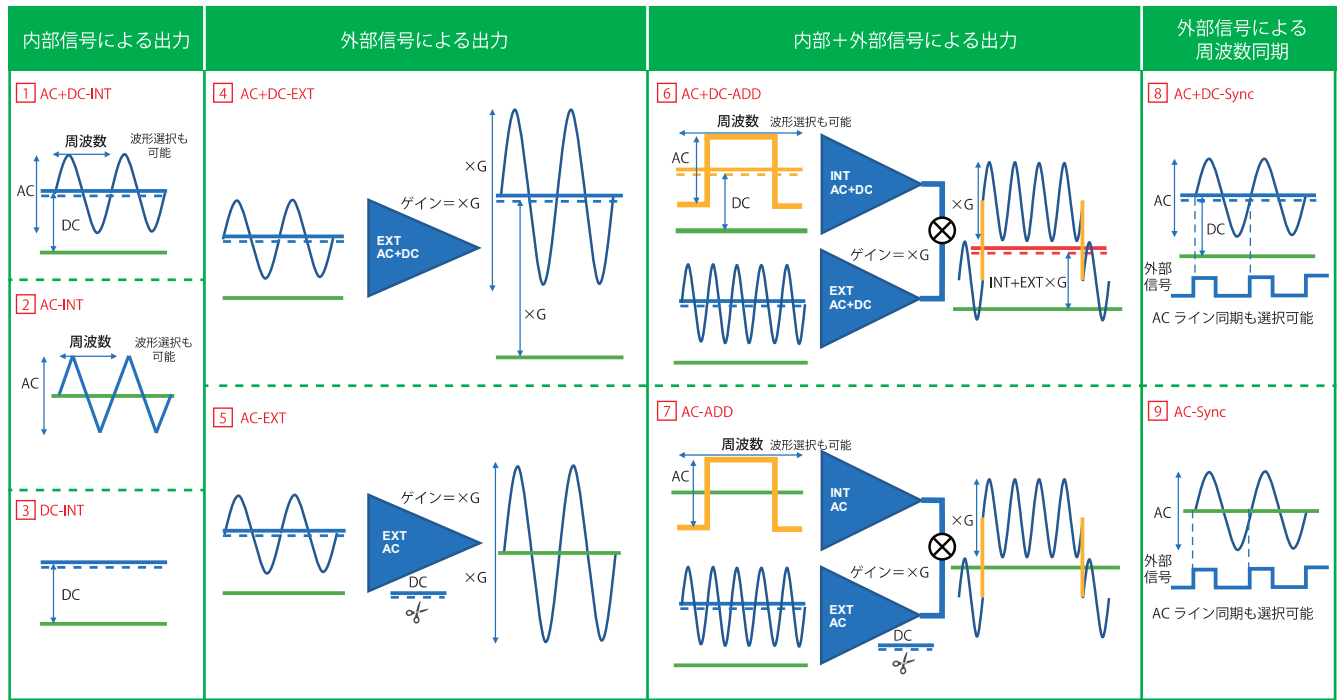 内部信号による出力
外部信号による出力
内部＋外部信号による出力
外部信号による
周波数同期
1 AC+DC-INT
周波数
波形選択も
可能
AC
DC
2 AC-INT
周波数
波形選択も
可能
AC
3 DC-INT
DC
4 AC+DC-EXT
ゲイン＝×G
EXT
AC+DC
×G
×G
5 AC-EXT
ゲイン＝×G
EXT
AC
DC
×G
6 AC+DC-ADD
周波数 波形選択も可能
AC
DC
INT
AC+DC
ゲイン＝×G
EXT
AC+DC
×G
INT+EXT×G
7 AC-ADD
周波数 波形選択も可能
AC
INT
AC
ゲイン＝×G
EXT
AC
DC
×G
8 AC+DC-Sync
AC
DC
外部
信号
AC ライン同期も選択可能
9 AC-Sync
AC
外部
信号
AC ライン同期も選択可能